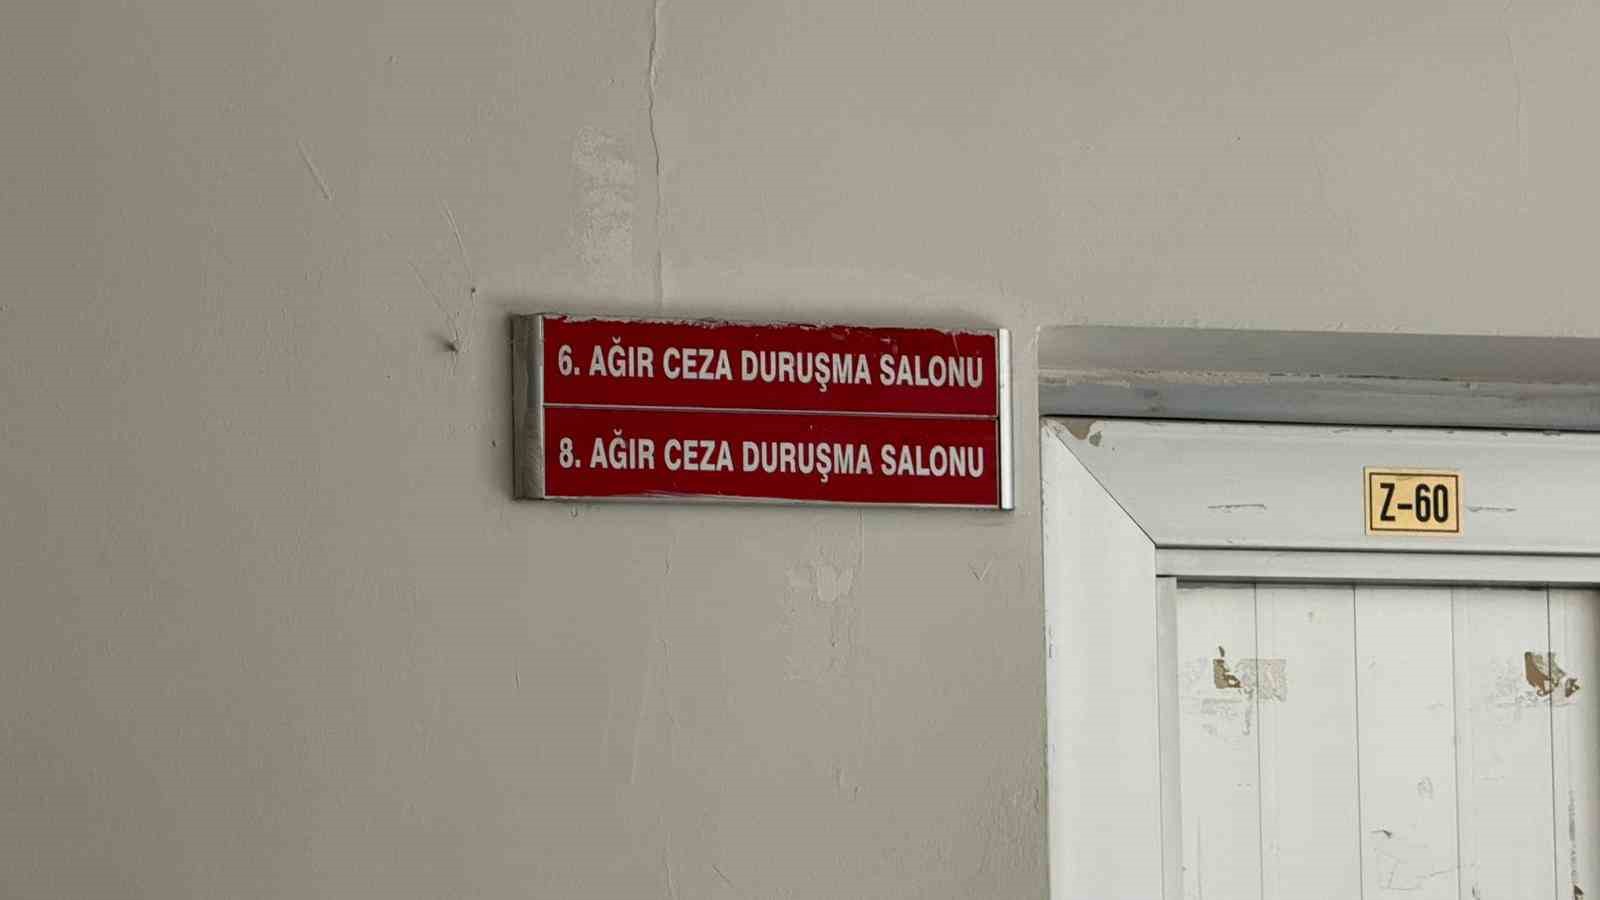 6. AĞIR CEZA DURUŞMA SALONU
8. AĞIR CEZA DURUŞMA SALONU
Z-60